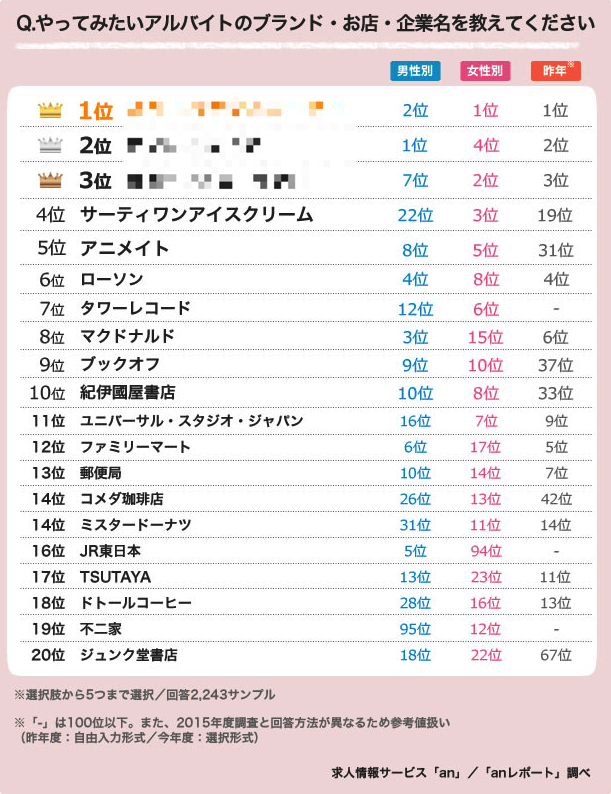 Q.やってみたいアルバイトのブランド・お店・企業名を教えてください
男性別 女性別 昨年※
1位 2位 1位 1位
2位 1位 4位 2位
3位 7位 2位 3位
4位 サーティワンアイスクリーム 22位 3位 19位
5位 アニメイト 8位 5位 31位
6位 ローソン 4位 8位 4位
7位 タワーレコード 12位 6位 -
8位 マクドナルド 3位 15位 6位
9位 ブックオフ 9位 10位 37位
10位 紀伊國屋書店 10位 8位 33位
11位 ユニバーサル・スタジオ・ジャパン 16位 7位 9位
12位 ファミリーマート 6位 17位 5位
13位 郵便局 10位 14位 7位
14位 コメダ珈琲店 26位 13位 42位
14位 ミスタードーナツ 31位 11位 14位
16位 JR東日本 5位 94位 -
17位 TSUTAYA 13位 23位 11位
18位 ドトールコーヒー 28位 16位 13位
19位 不二家 95位 12位 -
20位 ジュンク堂書店 18位 22位 67位
※選択肢から5つまで選択／回答2,243サンプル
※「-」は100位以下。また、2015年度調査と回答方法が異なるため参考値扱い
（昨年度：自由入力形式／今年度：選択形式）
求人情報サービス「an」／「anレポート」調べ